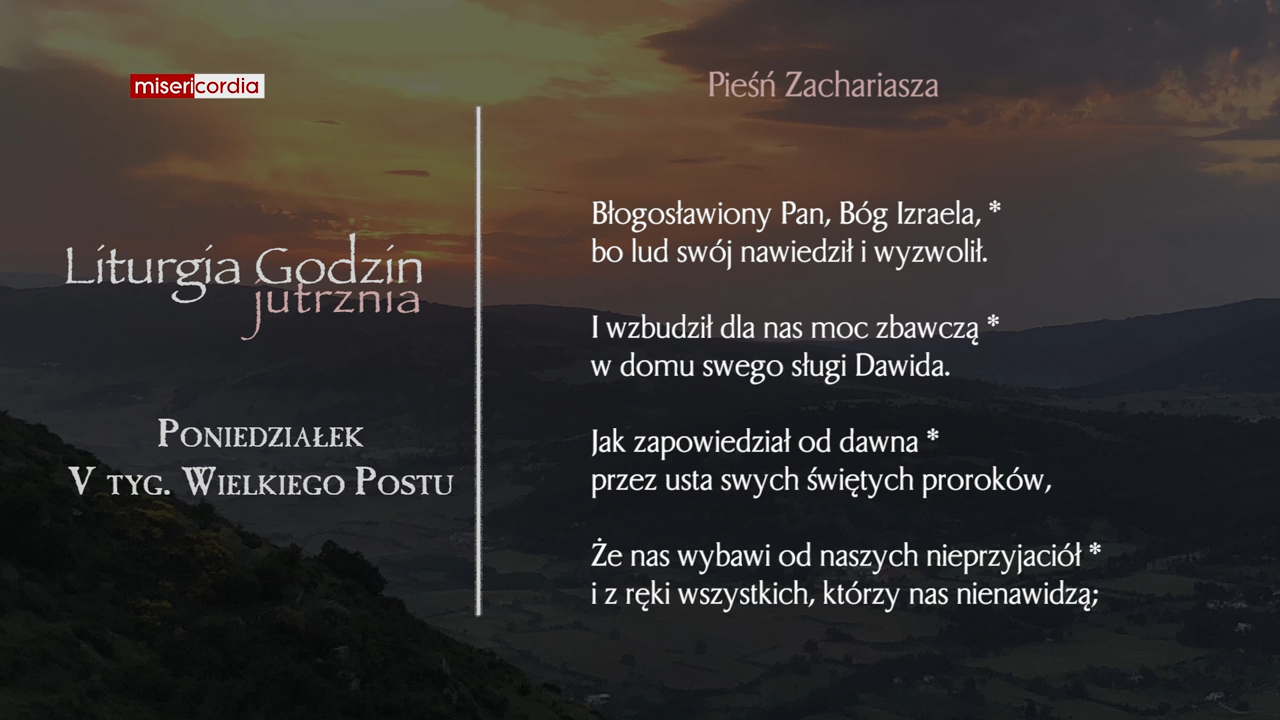 misericordia
Liturgia Godzin
jutrznia
Poniedziałek
V tyg. Wielkiego Postu
Pieśń Zachariasza
Błogosławiony Pan, Bóg Izraela, *
bo lud swój nawiedził i wyzwolił.
I wzbudził dla nas moc zbawczą *
w domu swego sługi Dawida.
Jak zapowiedział od dawna *
przez usta swych świętych proroków,
Że nas wybawi od naszych nieprzyjaciół *
i z ręki wszystkich, którzy nas nienawidzą;